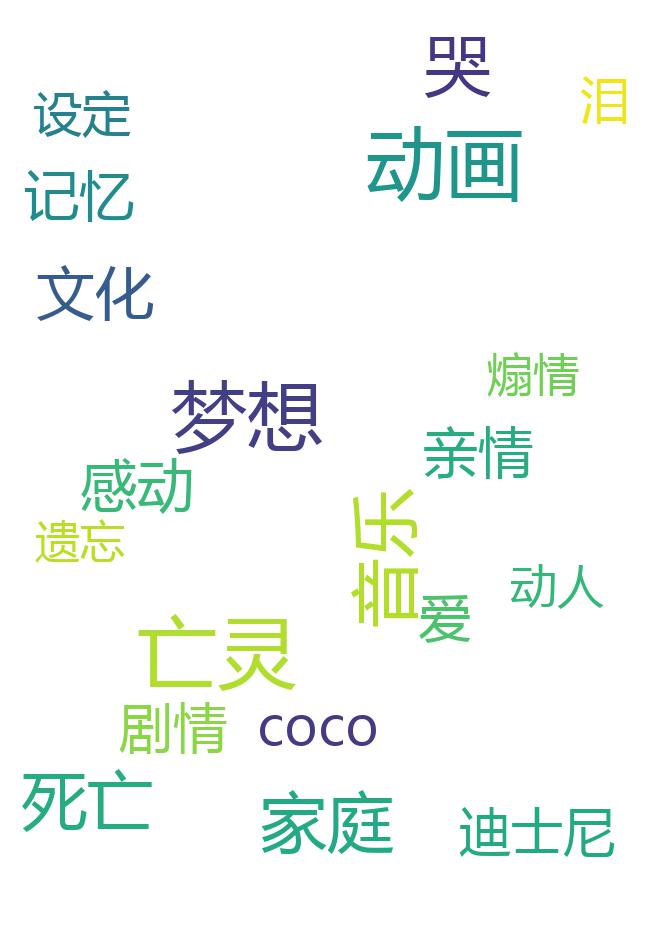 哭
泪
设定
动画
记忆
文化
煽情
梦想
亲情
感动
遗忘
音乐
动人
爱
亡灵
剧情
coco
死亡
家庭
迪士尼